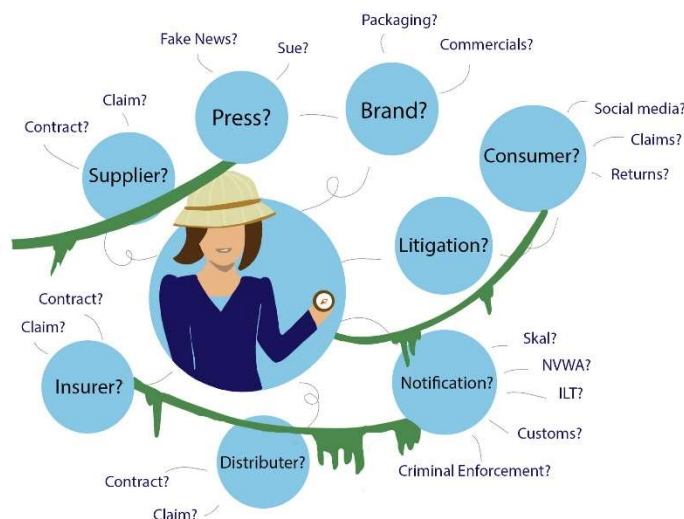 Packaging?
Fake News?
Sue?
Commercials?
Press?
Brand?
Claim?
Contract?
Supplier?
Social media?
Claims?
Returns?
Consumer?
Litigation?
Contract?
Claim?
Insurer?
Skal?
NVWA?
ILT?
Customs?
Criminal Enforcement?
Notification?
Distributer?
Contract?
Claim?